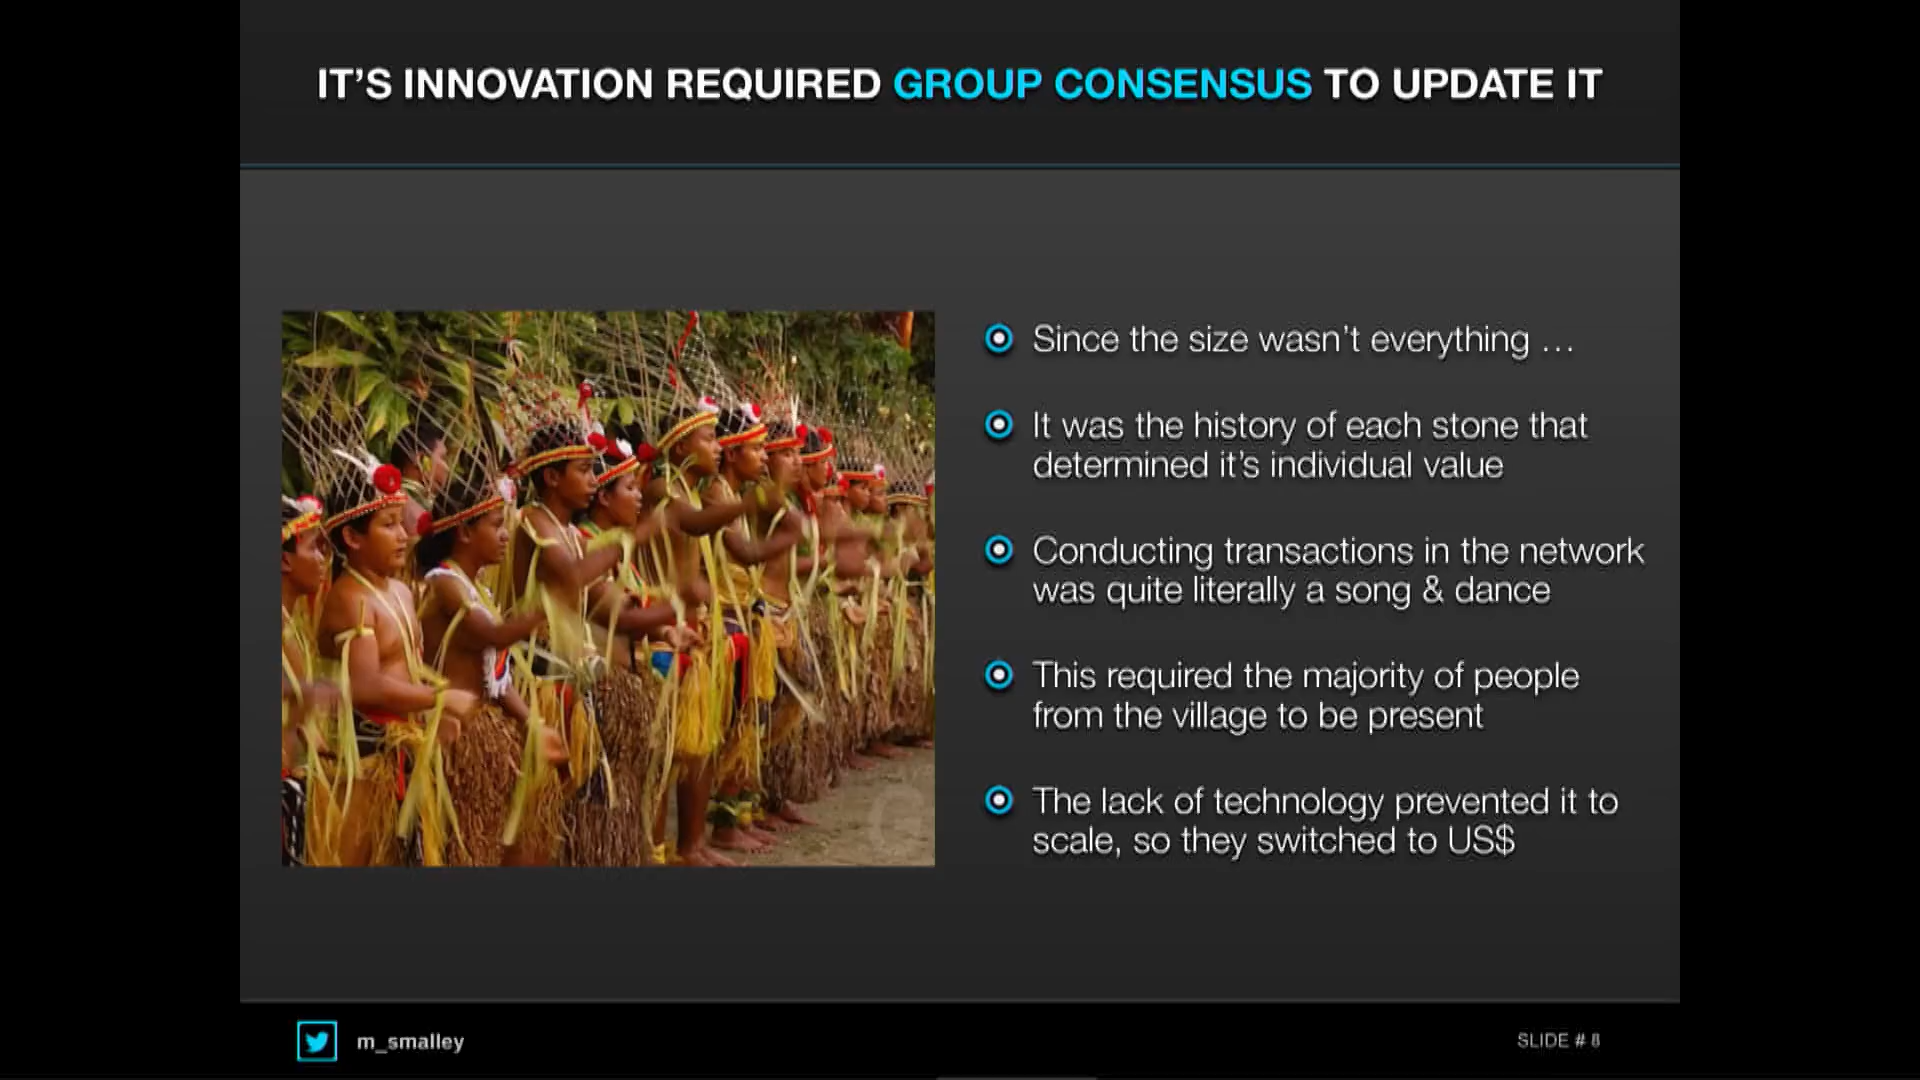 IT'S INNOVATION REQUIRED GROUP CONSENSUS TO UPDATE IT
Since the size wasn't everything ...
It was the history of each stone that
determined it's individual value
Conducting transactions in the network
was quite literally a song & dance
This required the majority of people
from the village to be present
The lack of technology prevented it to
scale, so they switched to US$
m_smalley
SLIDE # 8